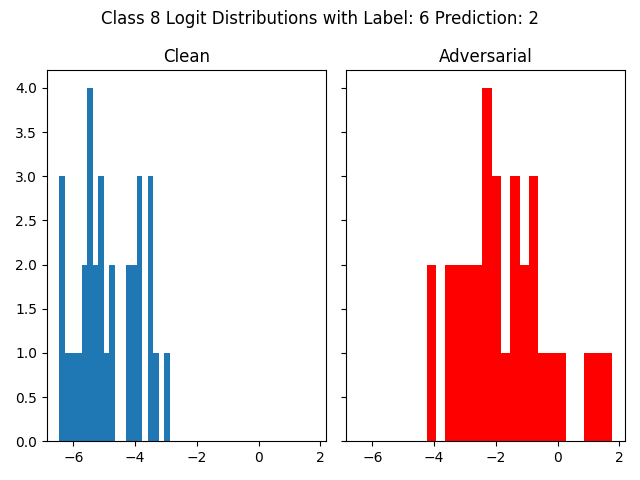 Class 8 Logit Distributions with Label: 6 Prediction: 2
Clean
Adversarial
4.0
3.5
3.0
2.5
2.0
1.5
1.0
0.5
0.0
−6 −4 −2 0 2
−6 −4 −2 0 2